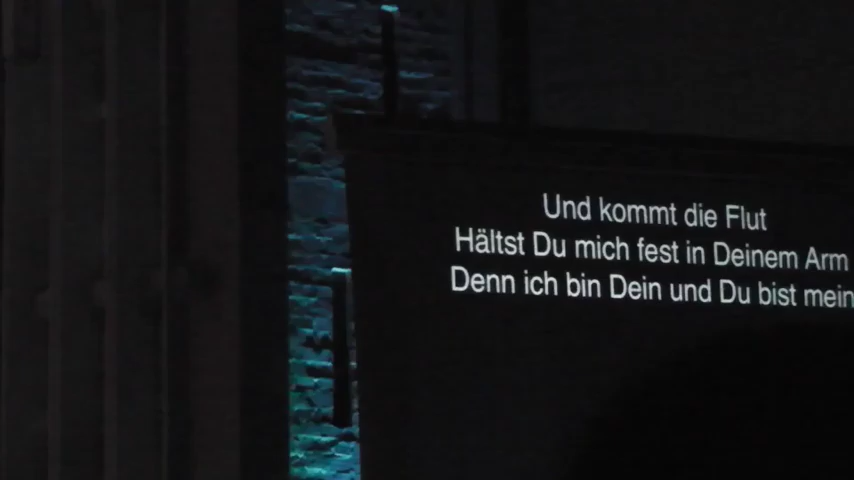 Und kommt die Flut
Hältst Du mich fest in Deinem Arm
Denn ich bin Dein und Du bist mein